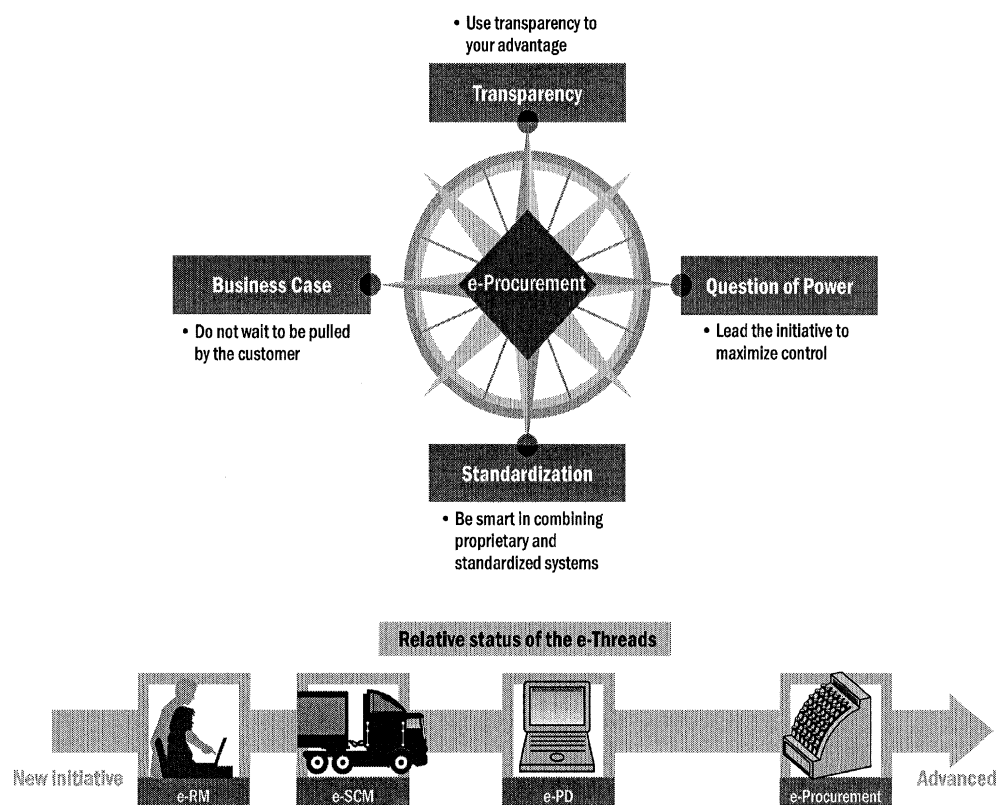 • Use transparency to
your advantage
Transparency
Business Case
e-Procurement
Question of Power
• Do not wait to be pulled
by the customer
• Lead the initiative to
maximize control
Standardization
• Be smart in combining
proprietary and
standardized systems
Relative status of the e-Threads
New initiative
e-RM
e-SCM
e-PD
e-Procurement
Advanced